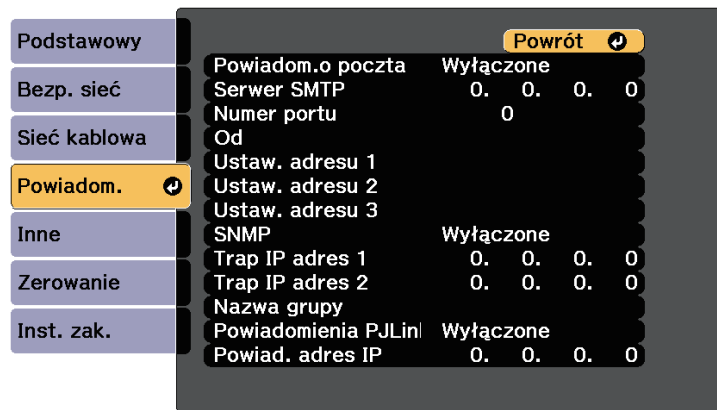 Podstawowy
Bezp. sieć
Sieć kablowa
Powiadom.
Inne
Zerowanie
Inst. zak.
Powrót
Powiadom.o poczta Wyłączone
Serwer SMTP 0. 0. 0. 0
Numer portu 0
Od
Ustaw. adresu 1
Ustaw. adresu 2
Ustaw. adresu 3
SNMP Wyłączone
Trap IP adres 1 0. 0. 0. 0
Trap IP adres 2 0. 0. 0. 0
Nazwa grupy
Powiadomienia PJLink Wyłączone
Powiad. adres IP 0. 0. 0. 0